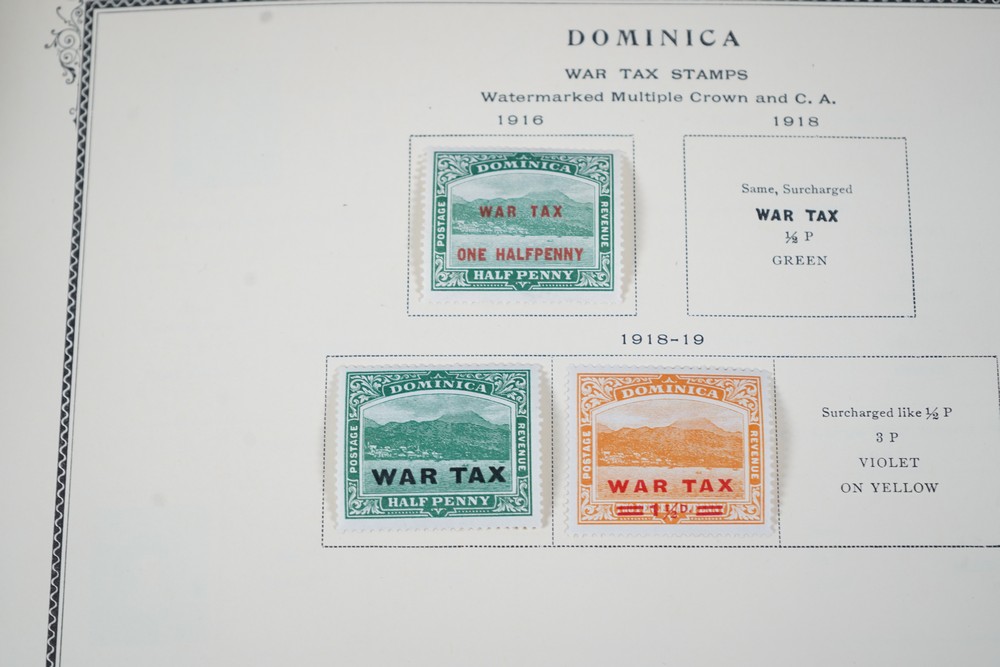 DOMINICA
WAR TAX STAMPS
Watermarked Multiple Crown and C. A.
1916
1918
DOMINICA
POSTAGE
REVENUE
WAR TAX
ONE HALFPENNY
HALF PENNY
Same, Surcharged
WAR TAX
½ P
GREEN
1918-19
DOMINICA
POSTAGE
REVENUE
WAR TAX
HALF PENNY
DOMINICA
POSTAGE
REVENUE
WAR TAX
Surcharged like ½ P
3 P
VIOLET
ON YELLOW